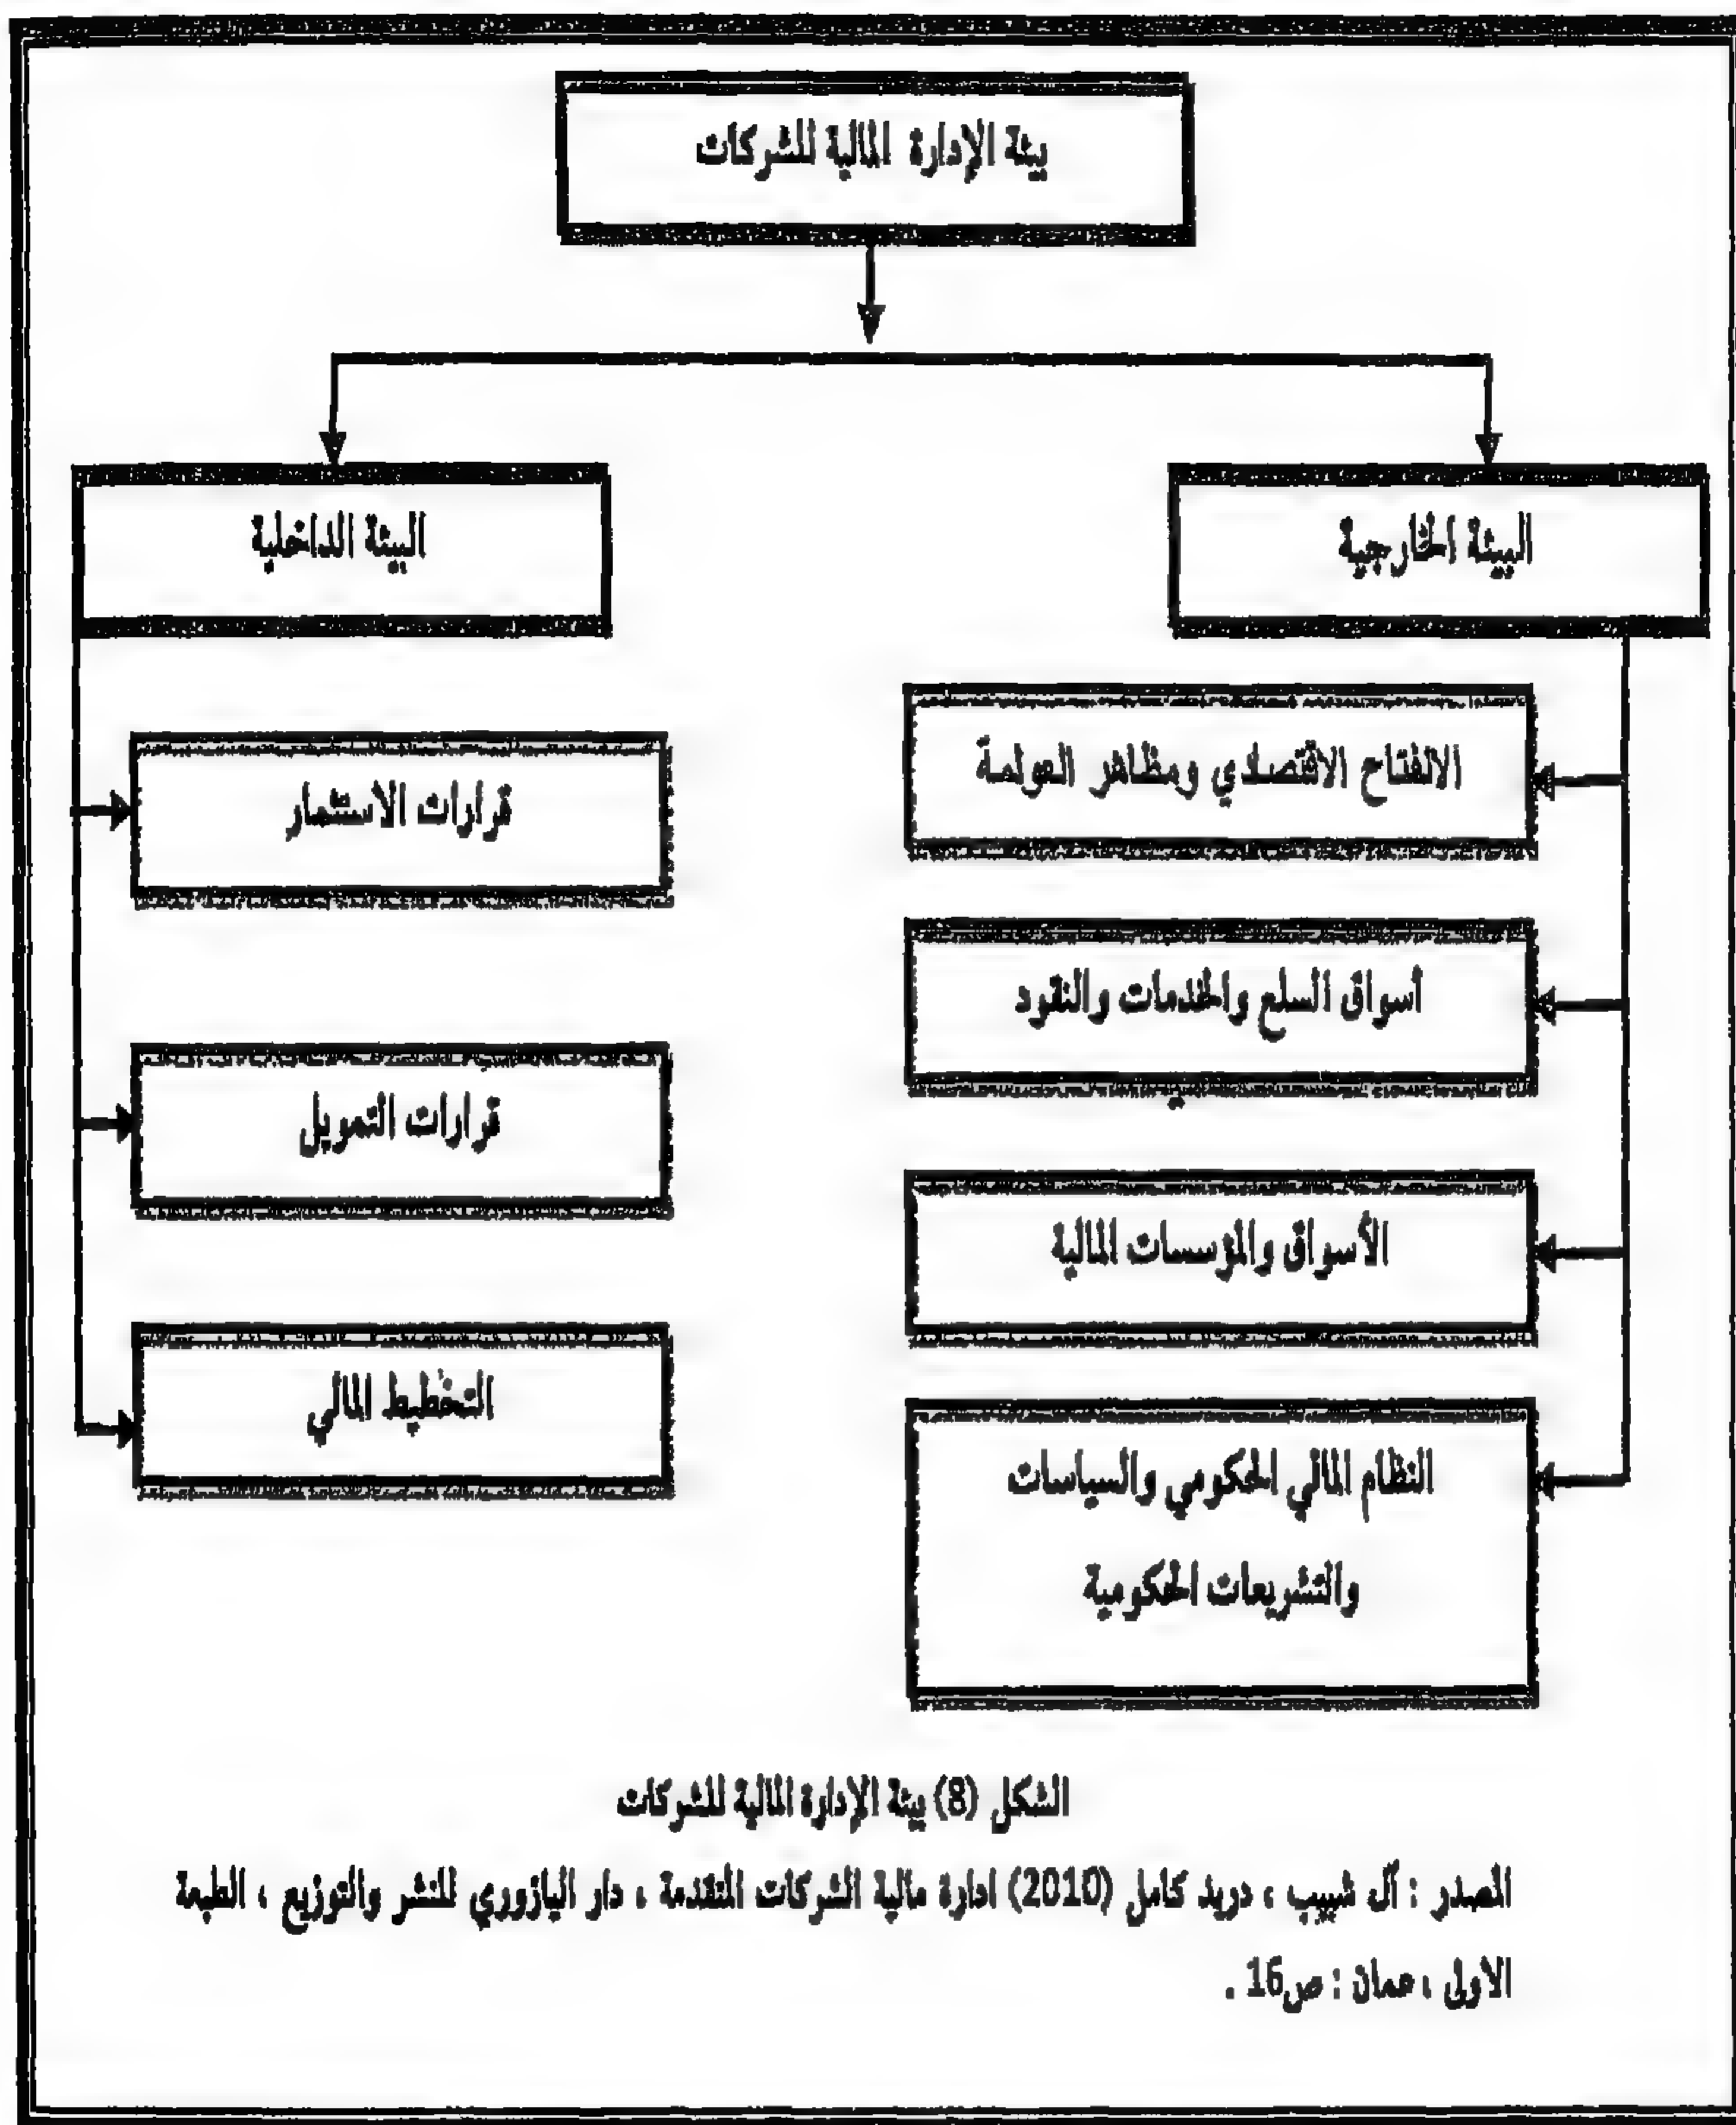 بيئة الإدارة المالية للشركات
البيئة الخارجية
البيئة الداخلية
الانفتاح الاقتصادي ومظاهر العولمة
أسواق السلع والخدمات والنقود
الأسواق والمؤسسات المالية
النظام المالي الحكومي والسياسات
والتشريعات الحكومية
قرارات الاستثمار
قرارات التمويل
التخطيط المالي
الشكل (8) بيئة الإدارة المالية للشركات
المصدر : آل شبيب ، دريد كامل (2010) ادارة مالية الشركات المتقدمة ، دار اليازوري للنشر والتوزيع ، الطبعة
الاولى ، عمان : ص16 .